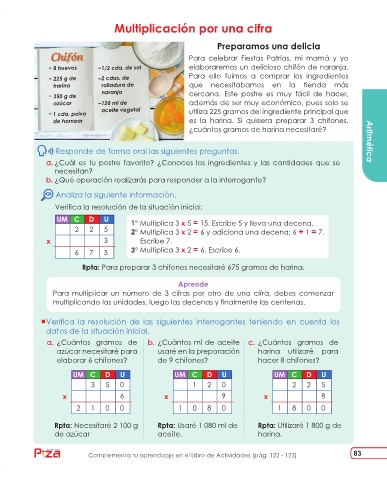 Multiplicación por una cifra
Chifón
• 8 huevos
• 225 g de
harina
• 350 g de
azúcar
• 1 cda. polvo
de hornear
• 1/2 cda. de sal
• 2 cdas. de
ralladura de
naranja
• 120 ml de
aceite vegetal
Preparamos una delicia
Para celebrar Fiestas Patrias, mi mamá y yo
elaboraremos un delicioso chifón de naranja.
Para ello fuimos a comprar los ingredientes
que necesitábamos en la tienda más
cercana. Este postre es muy fácil de hacer,
además de ser muy económico, pues solo se
utiliza 225 gramos del ingrediente principal que
es la harina. Si quisiera preparar 3 chifones,
¿cuántos gramos de harina necesitaré?
Aritmética
Responde de forma oral las siguientes preguntas.
a. ¿Cuál es tu postre favorito? ¿Conoces los ingredientes y las cantidades que se
necesitan?
b. ¿Qué operación realizarás para responder a la interrogante?
Analiza la siguiente información.
Verifica la resolución de la situación inicial:
UM C D U
2 2 5
x 3
6 7 5
1° Multiplica 3 x 5 = 15. Escribe 5 y lleva una decena.
2° Multiplica 3 x 2 = 6 y adiciona una decena: 6 + 1 = 7.
Escribe 7.
3° Multiplica 3 x 2 = 6. Escribe 6.
Rpta: Para preparar 3 chifones necesitaré 675 gramos de harina.
Aprende
Para multiplicar un número de 3 cifras por otro de una cifra, debes comenzar
multiplicando las unidades, luego las decenas y finalmente las centenas.
Verifica la resolución de las siguientes interrogantes teniendo en cuenta los
datos de la situación inicial.
a. ¿Cuántos gramos de
azúcar necesitaré para
elaborar 6 chifones?
UM C D U
3 5 0
x 6
2 1 0 0
Rpta: Necesitaré 2 100 g
de azúcar
b. ¿Cuántos ml de aceite
usaré en la preparación
de 9 chifones?
UM C D U
1 2 0
x 9
1 0 8 0
Rpta: Usaré 1 080 ml de
aceite.
c. ¿Cuántos gramos de
harina utilizaré para
hacer 8 chifones?
UM C D U
2 2 5
x 8
1 8 0 0
Rpta: Utilizaré 1 800 g de
harina.
Complementa tu aprendizaje en el Libro de Actividades (pág. 122 - 123)
83